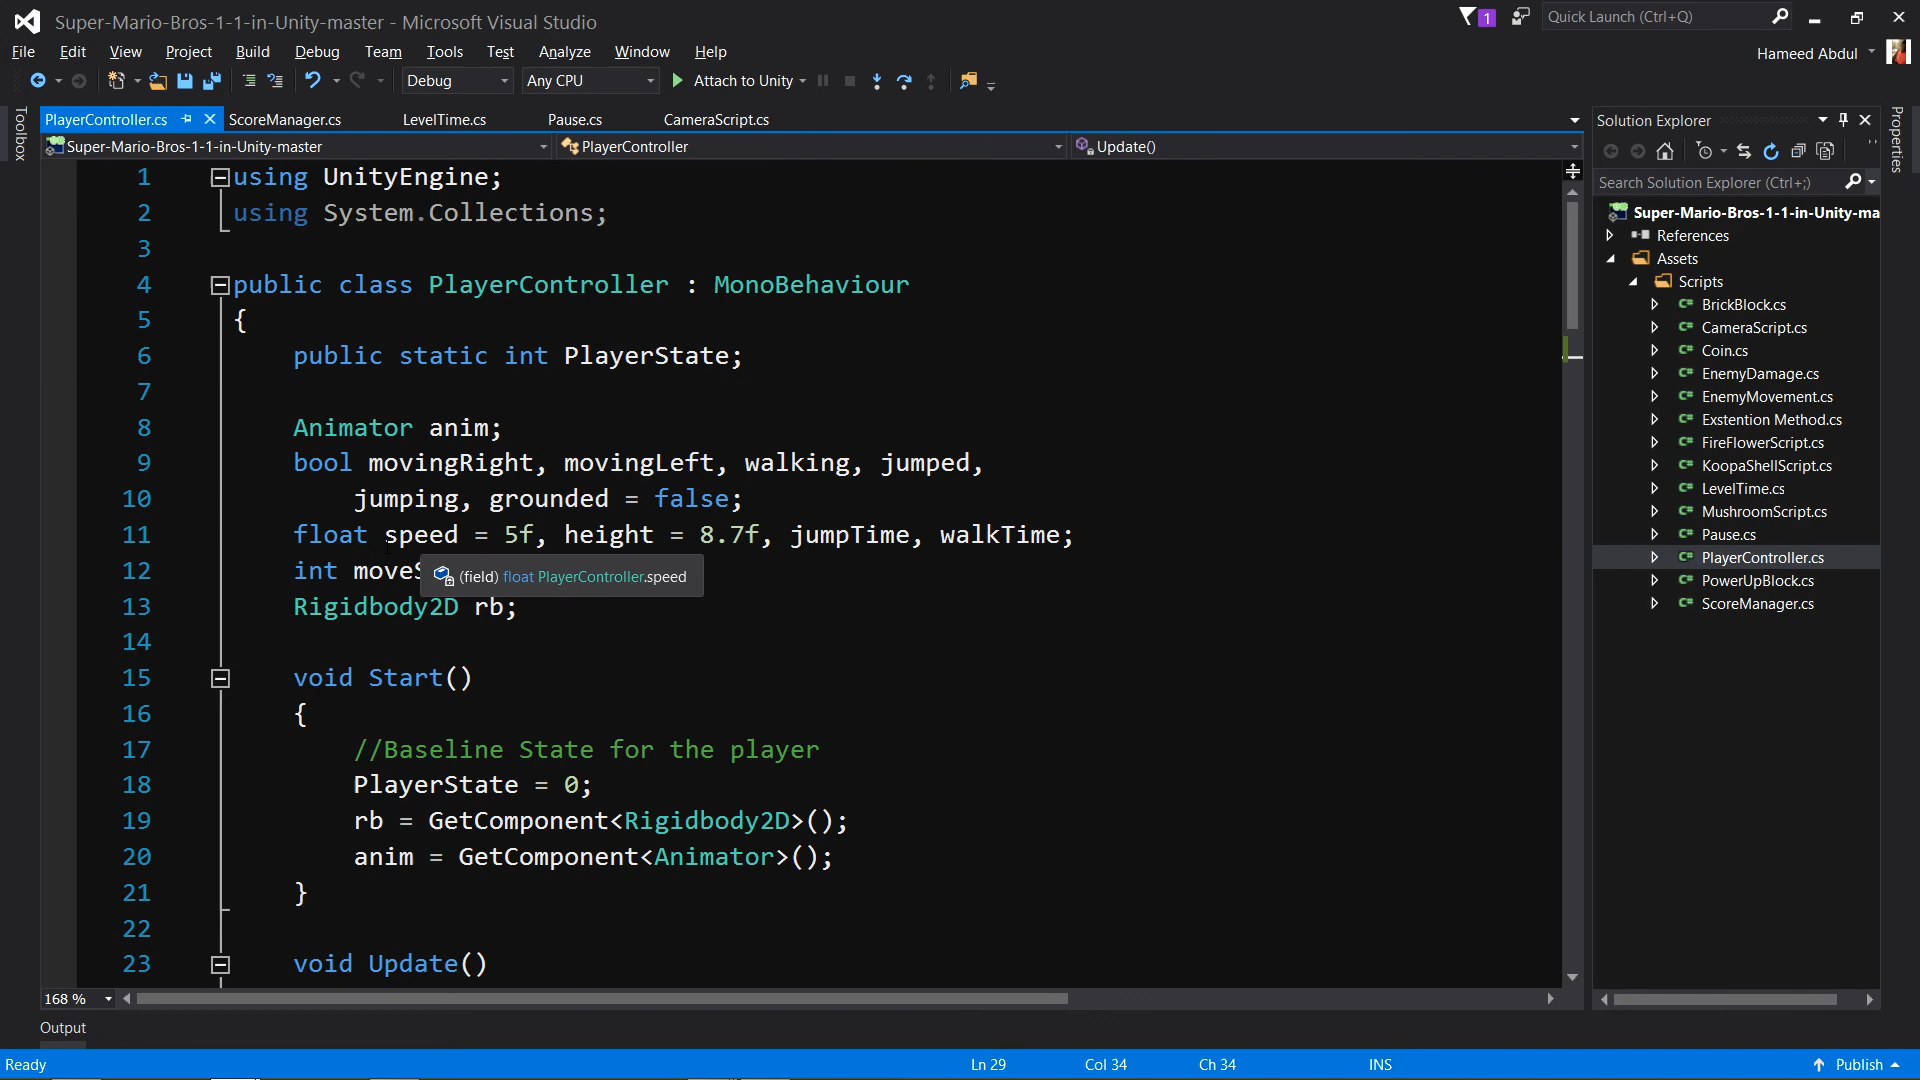 Super-Mario-Bros-1-1-in-Unity-master - Microsoft Visual Studio
1
Quick Launch (Ctrl+Q)
File Edit View Project Build Debug Team Tools Test Analyze Window Help
Hameed Abdul
Debug Any CPU Attach to Unity
Toolbox
PlayerController.cs ScoreManager.cs LevelTime.cs Pause.cs CameraScript.cs
Super-Mario-Bros-1-1-in-Unity-master PlayerController Update()
1 using UnityEngine;
2 using System.Collections;
3
4 public class PlayerController : MonoBehaviour
5 {
6 public static int PlayerState;
7
8 Animator anim;
9 bool movingRight, movingLeft, walking, jumped,
10 jumping, grounded = false;
11 float speed = 5f, height = 8.7f, jumpTime, walkTime;
12 int moveS
(field) float PlayerController.speed
13 Rigidbody2D rb;
14
15 void Start()
16 {
17 //Baseline State for the player
18 PlayerState = 0;
19 rb = GetComponent<Rigidbody2D>();
20 anim = GetComponent<Animator>();
21 }
22
23 void Update()
168 %
Output
Solution Explorer
Search Solution Explorer (Ctrl+;)
Super-Mario-Bros-1-1-in-Unity-ma
References
Assets
Scripts
BrickBlock.cs
CameraScript.cs
Coin.cs
EnemyDamage.cs
EnemyMovement.cs
Exstention Method.cs
FireFlowerScript.cs
KoopaShellScript.cs
LevelTime.cs
MushroomScript.cs
Pause.cs
PlayerController.cs
PowerUpBlock.cs
ScoreManager.cs
Properties
Ready Ln 29 Col 34 Ch 34 INS Publish